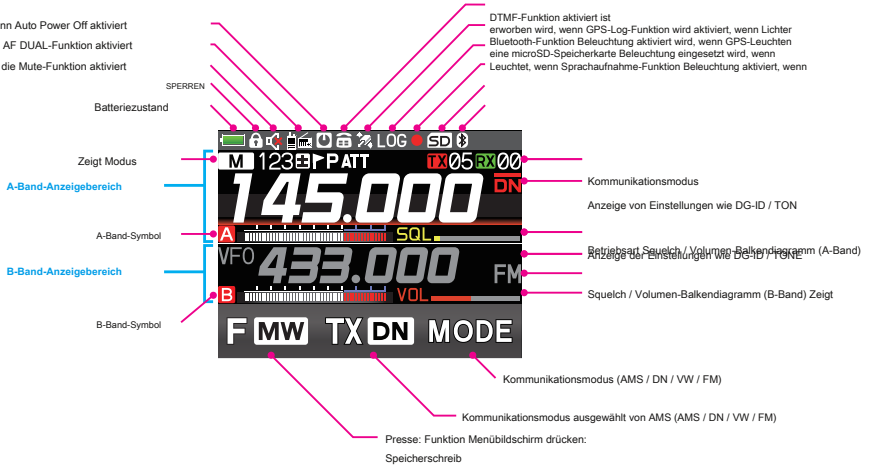 nn Auto Power Off aktiviert
AF DUAL-Funktion aktiviert
die Mute-Funktion aktiviert
SPERREN
Batteriezustand
DTMF-Funktion aktiviert ist
erworben wird, wenn GPS-Log-Funktion wird aktiviert, wenn Lichter
Bluetooth-Funktion Beleuchtung aktiviert wird, wenn GPS-Leuchten
eine microSD-Speicherkarte Beleuchtung eingesetzt wird, wenn
Leuchtet, wenn Sprachaufnahme-Funktion Beleuchtung aktiviert, wenn
LOG SD
Zeigt Modus
M 123 P ATT TX 05 RX 00
A-Band-Anzeigebereich
145.000 DN
Kommunikationsmodus
Anzeige von Einstellungen wie DG-ID / TON
A-Band-Symbol
A SQL
Betriebsart Squelch / Volumen-Balkendiagramm (A-Band)
Anzeige der Einstellungen wie DG-ID / TONE
B-Band-Anzeigebereich
VFO 433.000 FM
B VOL
Squelch / Volumen-Balkendiagramm (B-Band) Zeigt
B-Band-Symbol
F MW TX DN MODE
Kommunikationsmodus (AMS / DN / VW / FM)
Kommunikationsmodus ausgewählt von AMS (AMS / DN / VW / FM)
Presse: Funktion Menübildschirm drücken:
Speicherschreib